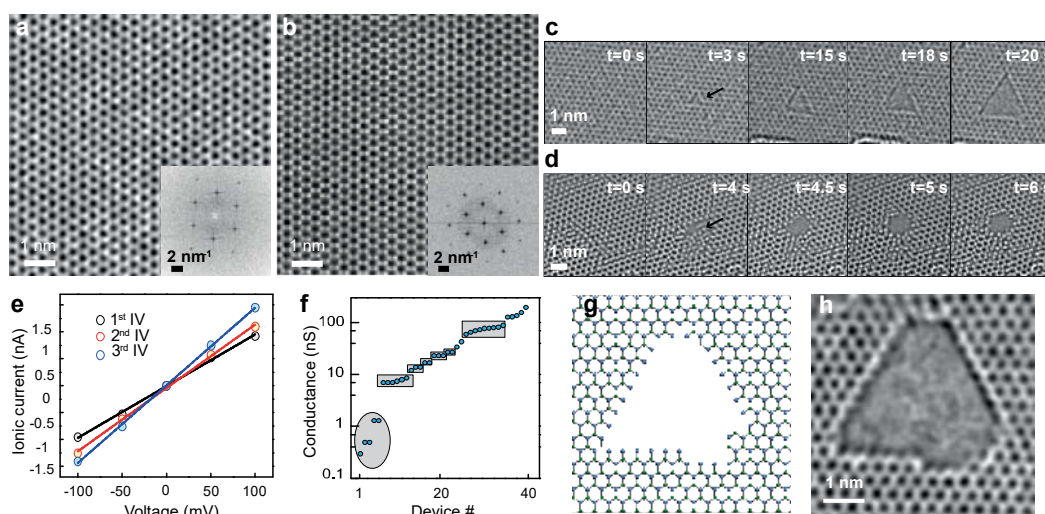 a
1 nm
2 nm⁻¹
b
1 nm
2 nm⁻¹
c
t=0 s
t=3 s
t=15 s
t=18 s
t=20 s
1 nm
d
t=0 s
t=4 s
t=4.5 s
t=5 s
t=6 s
e
1st IV
2nd IV
3rd IV
Ionic current (nA)
1.5
1
0.5
0
-0.5
-1
-1.5
-100
-50
0
50
100
Voltage (mV)
f
Conductance (nS)
100
10
1
0.1
1
20
40
Device #
g
h
1 nm